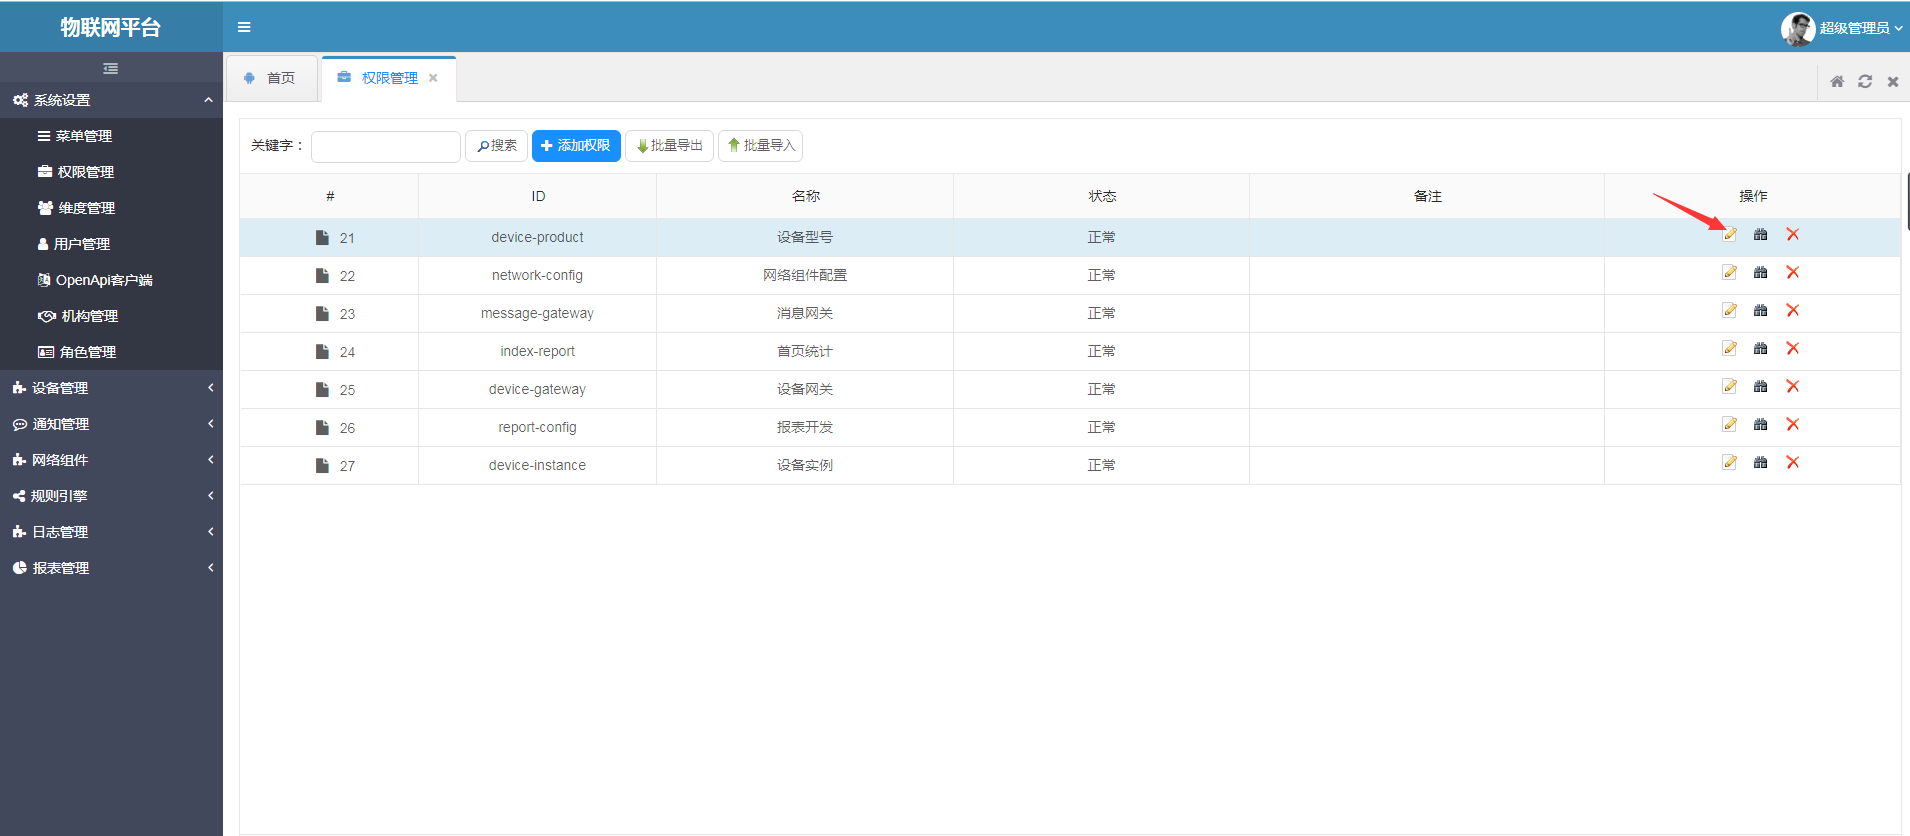 物联网平台
超级管理员
首页
权限管理
系统设置
菜单管理
权限管理
维度管理
用户管理
OpenApi客户端
机构管理
角色管理
设备管理
通知管理
网络组件
规则引擎
日志管理
报表管理
关键字： 搜索 添加权限 批量导出 批量导入
# ID 名称 状态 备注 操作
21 device-product 设备型号 正常
22 network-config 网络组件配置 正常
23 message-gateway 消息网关 正常
24 index-report 首页统计 正常
25 device-gateway 设备网关 正常
26 report-config 报表开发 正常
27 device-instance 设备实例 正常